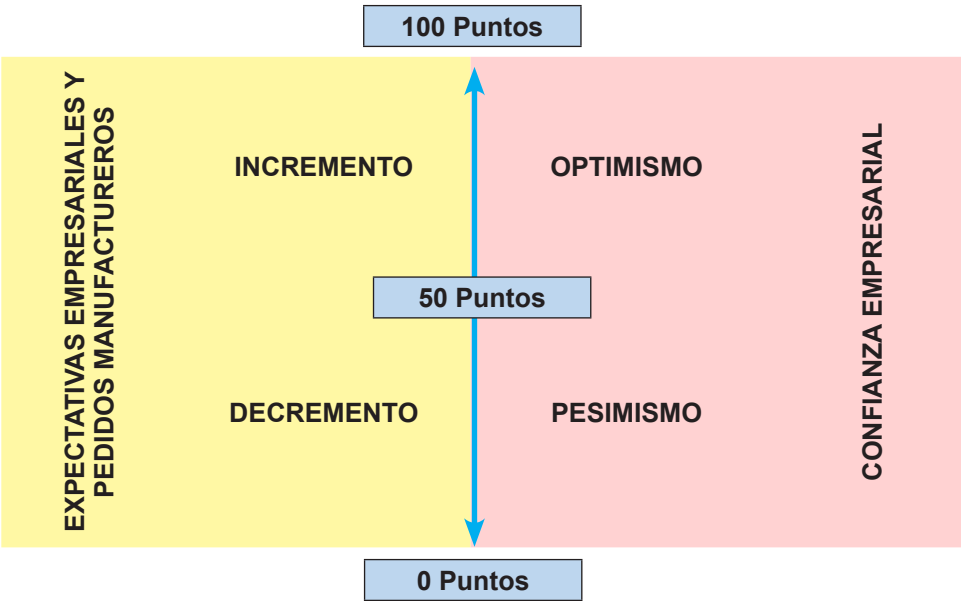 100 Puntos
EXPECTATIVAS EMPRESARIALES Y
PEDIDOS MANUFACTUREROS
INCREMENTO
OPTIMISMO
50 Puntos
DECREMENTO
PESIMISMO
CONFIANZA EMPRESARIAL
0 Puntos